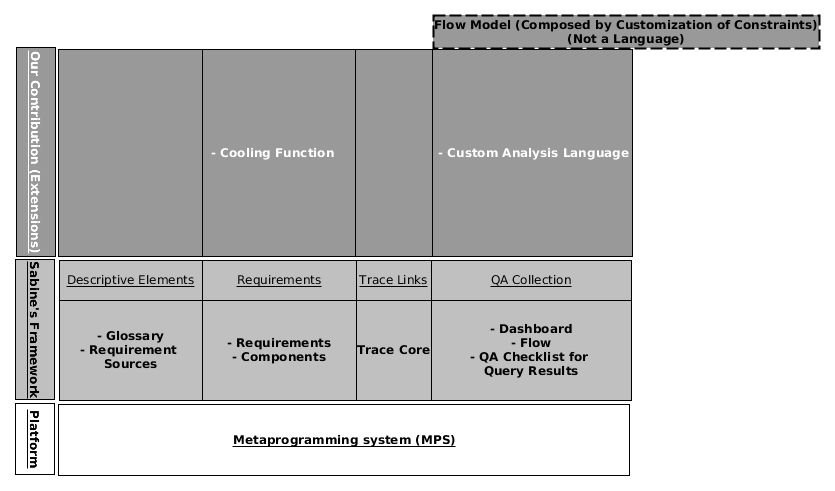 Flow Model (Composed by Customization of Constraints)
(Not a Language)
Our Contribution (Extensions)
- Cooling Function
- Custom Analysis Language
Sabine's Framework
Descriptive Elements
Requirements
Trace Links
QA Collection
- Glossary
- Requirement
Sources
- Requirements
- Components
Trace Core
- Dashboard
- Flow
- QA Checklist for
Query Results
Platform
Metaprogramming system (MPS)